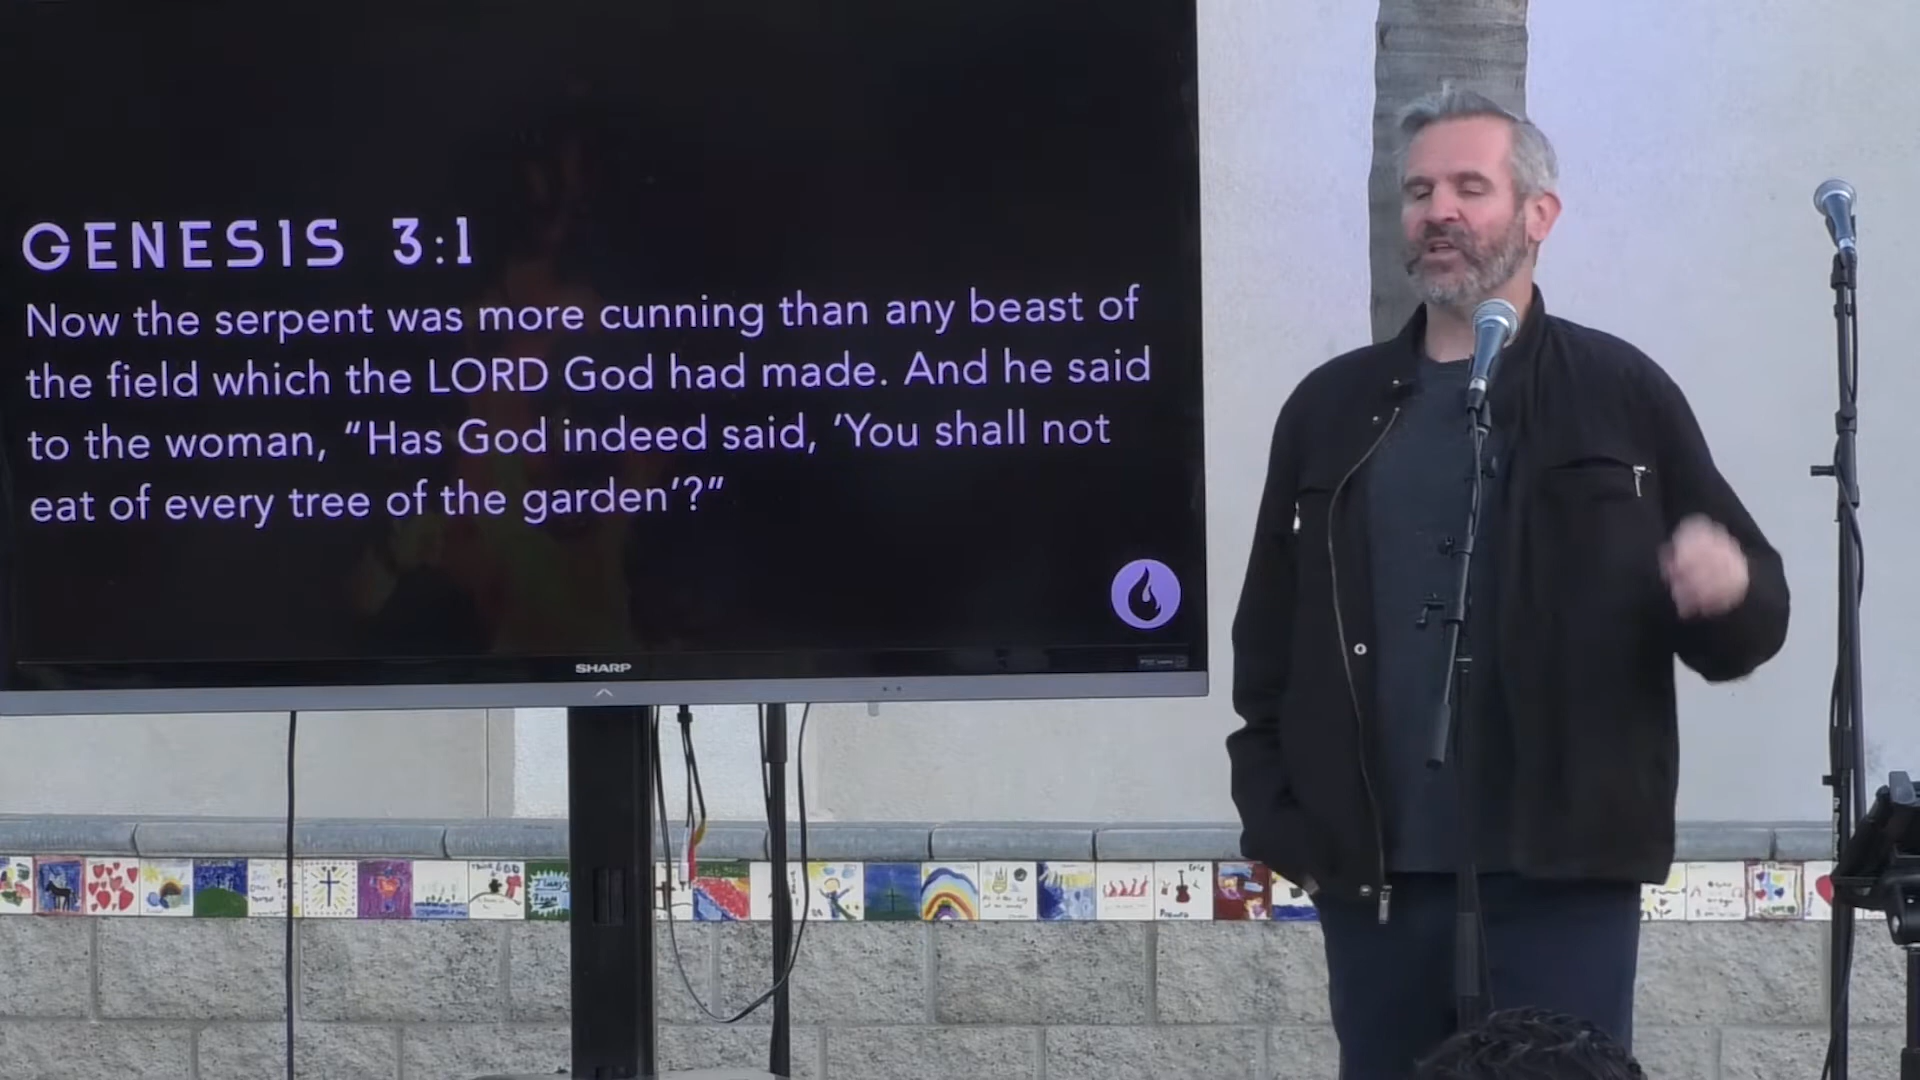 GENESIS 3:1
Now the serpent was more cunning than any beast of
the field which the LORD God had made. And he said
to the woman, “Has God indeed said, ‘You shall not
eat of every tree of the garden’?”
SHARP